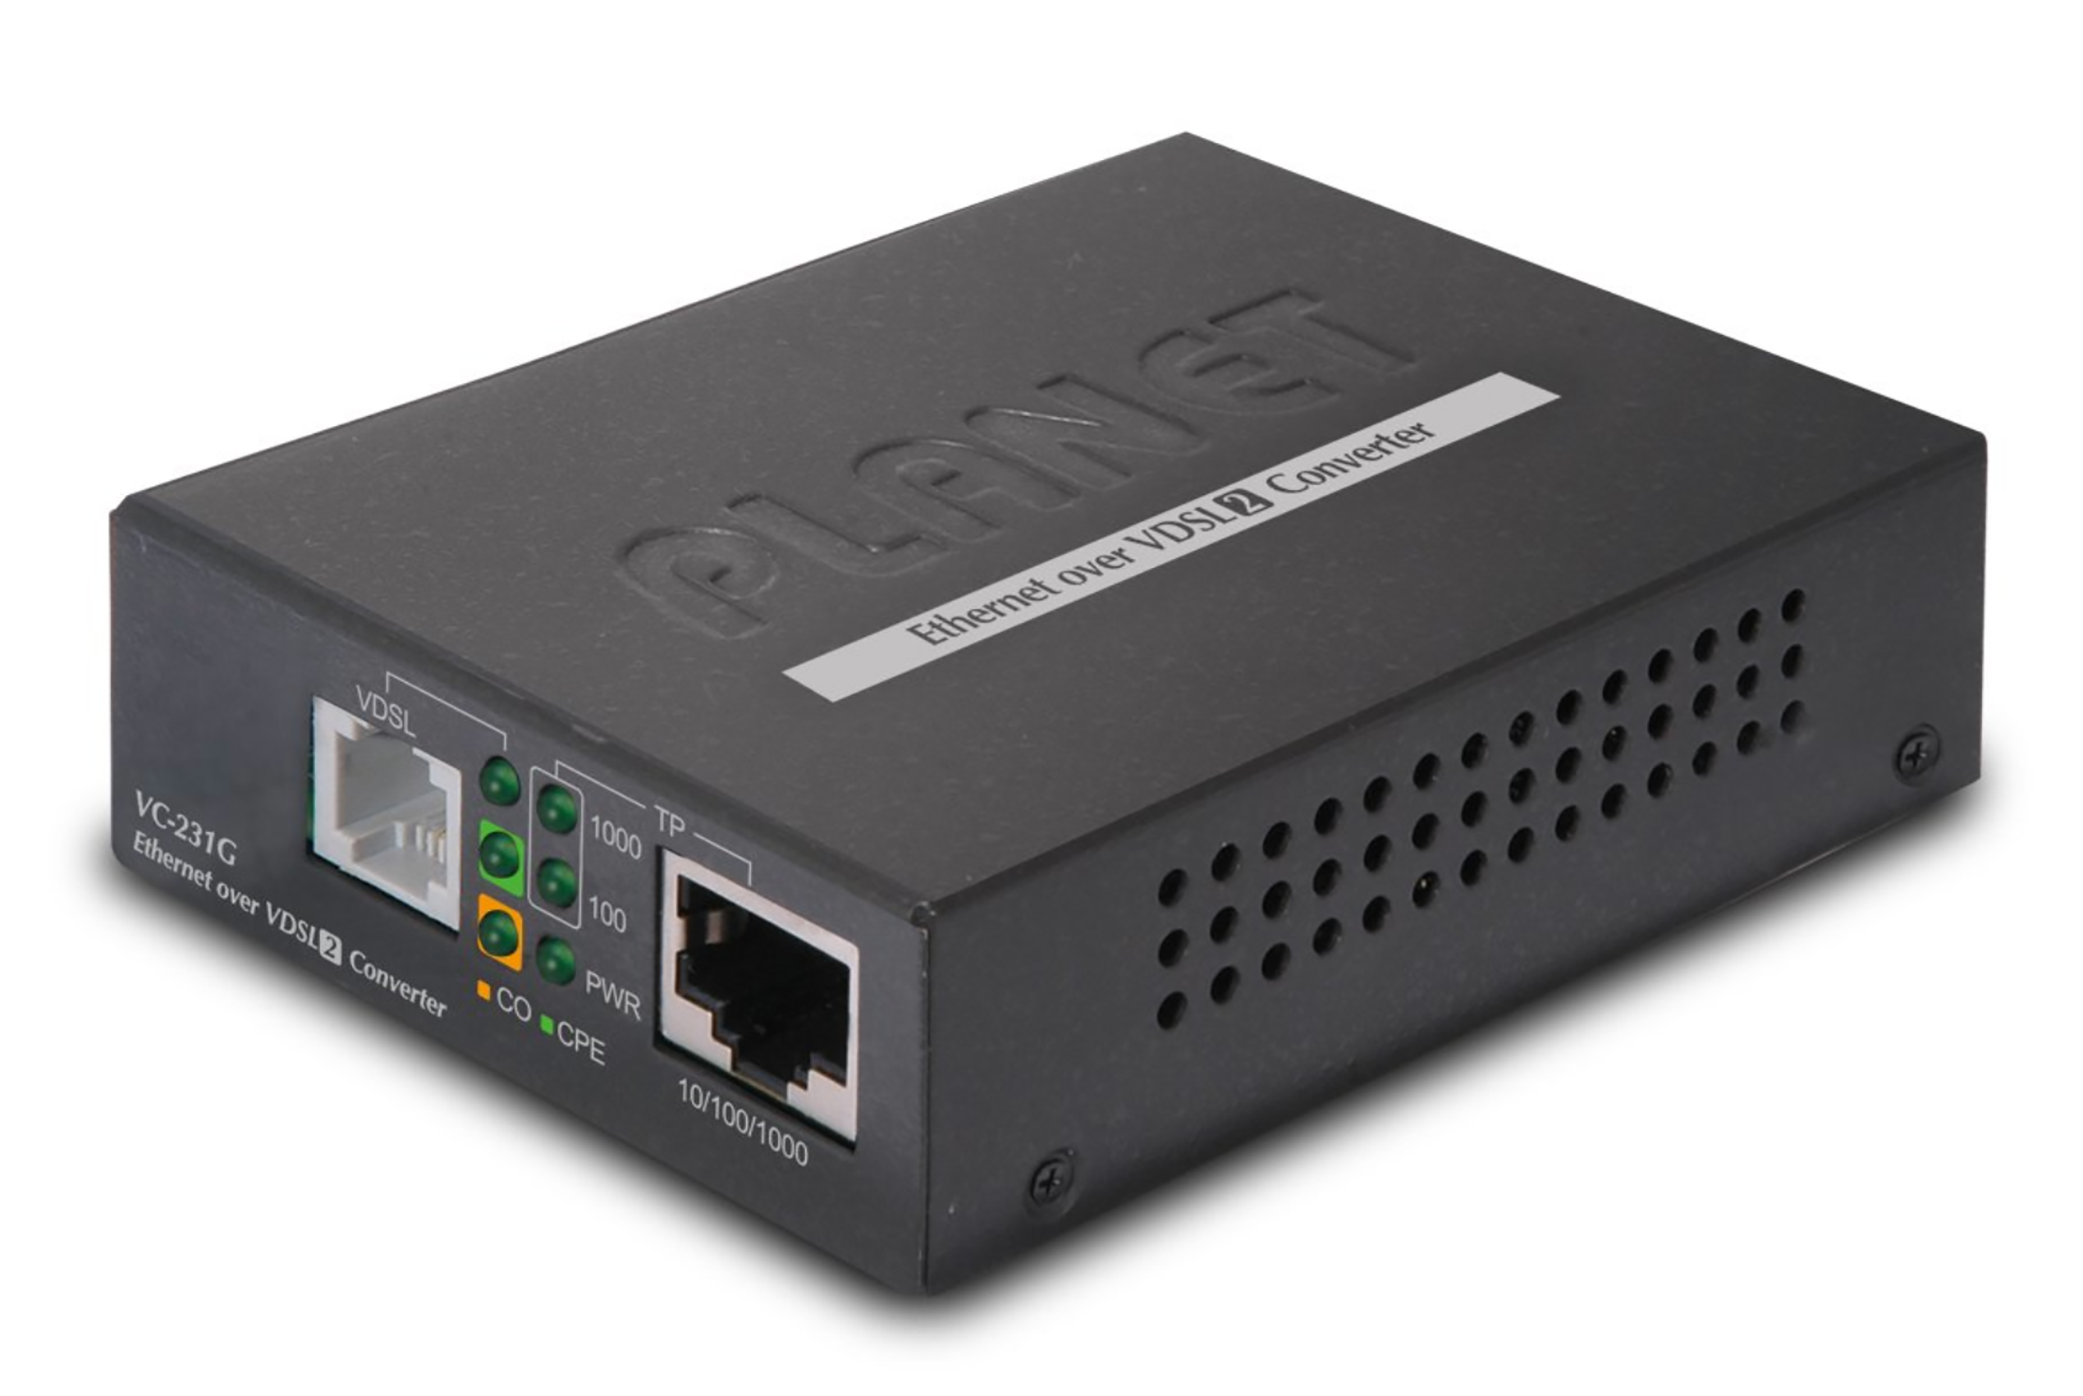 PLANET
Ethernet over VDSL2 Converter
VDSL
1000
TP
100
PWR
CO
CPE
10/100/1000
VC-231G
Ethernet over VDSL2 Converter